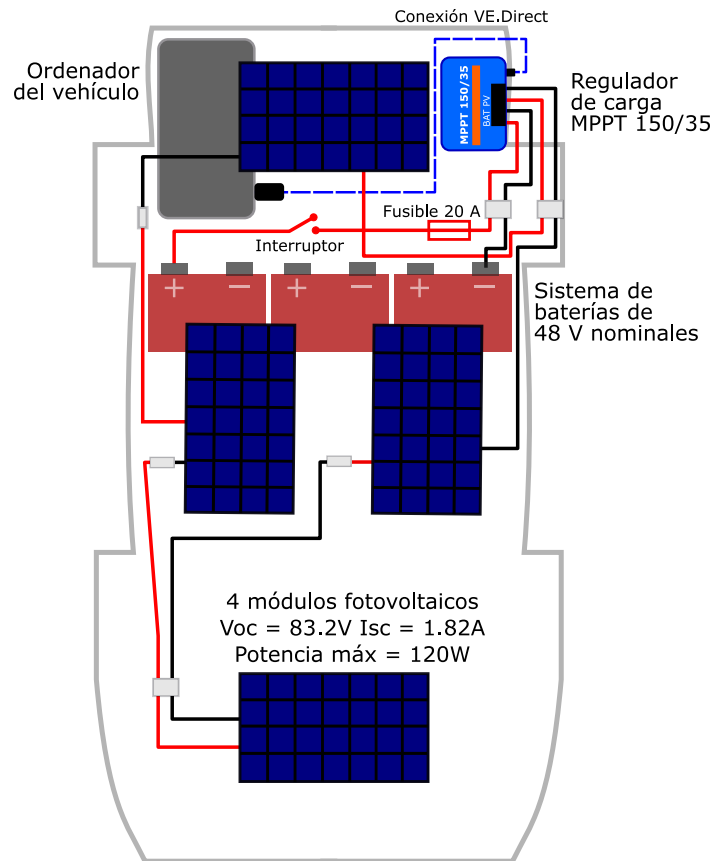 Conexión VE.Direct
Ordenador
del vehículo
MPPT 150/35
BAT PV
Regulador
de carga
MPPT 150/35
Fusible 20 A
Interruptor
+ − + − + −
Sistema de
baterías de
48 V nominales
4 módulos fotovoltaicos
Voc = 83.2V Isc = 1.82A
Potencia máx = 120W